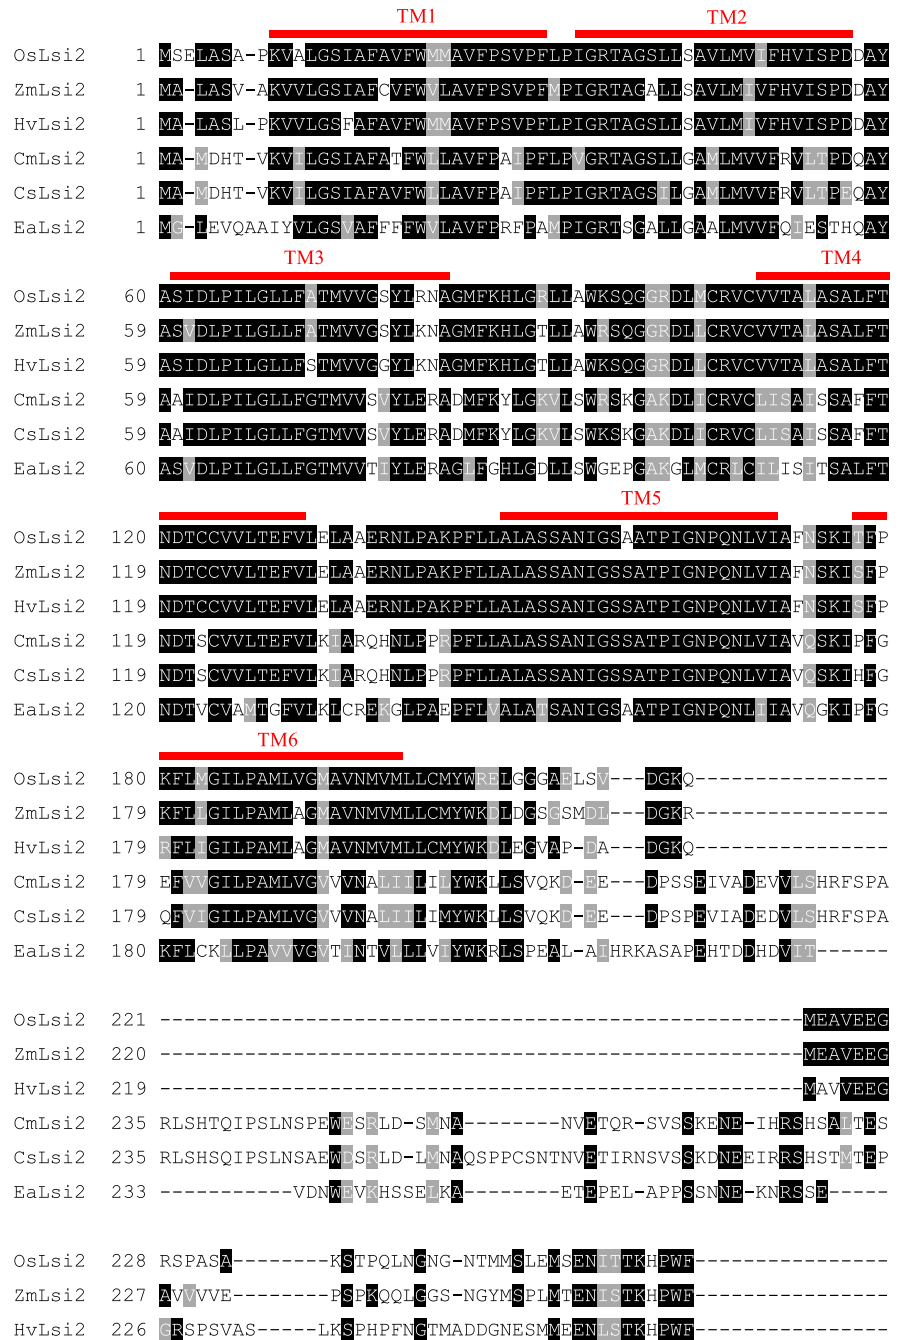 TM1 TM2
OsLsi2 1 MSELASA-PKVALGSIAFAVFWMMAVFPSVPFLPIGRTAGSLLSAVLMVIFHVISPDDAY
ZmLsi2 1 MA-LASV-AKVVLGSIAFCVFWVLAVFPSVPFMPIGRTAGALLSAVLMIVFHVISPDDAY
HvLsi2 1 MA-LASL-PKVVLGSFAFAVFWMMAVFPSVPFLPIGRTAGSLLSAVLMIVFHVISPDDAY
CmLsi2 1 MA-MDHT-VKVILGSIAFATFWLLAVFPAIPFLPVGRTAGSLLGAMLMVVFRVLTPDQAY
CsLsi2 1 MA-MDHT-VKVILGSIAFAVFWLLAVFPAIPFLPIGRTAGSILGAMLMVVFRVLTPEQAY
EaLsi2 1 MG-LEVQAAIYVLGSVAFFFFWVLAVFPRFPAMPIGRTSGALLGAALMVVFQIESTHQAY
TM3 TM4
OsLsi2 60 ASIDLPILGLLFATMVVGSYLRNAGMFKHLGRLLAWKSQGGRDLMCRVCVVTALASALFT
ZmLsi2 59 ASVDLPILGLLFATMVVGSYLKNAGMFKHLGTLLAWRSQGGRDLLCRVCVVTALASALFT
HvLsi2 59 ASIDLPILGLLFSTMVVGGYLKNAGMFKHLGTLLAWKSQGGRDLLCRVCVVTALASALFT
CmLsi2 59 AAIDLPILGLLFGTMVVSVYLERADMFKYLGKVLSWRSKGAKDLICRVCLISAISSAFFT
CsLsi2 59 AAIDLPILGLLFGTMVVSVYLERADMFKYLGKVLSWKSKGAKDLICRVCLISAISSAFFT
EaLsi2 60 ASVDLPILGLLFGTMVVTIYLERAGLFGHLGDLLSWGEPGAKGLMCRLCILISITSALFT
TM5
OsLsi2 120 NDTCCVVLTEFVLELAAERNLPAKPFLLALASSANIGSAATPIGNPQNLVIAFNSKITFP
ZmLsi2 119 NDTCCVVLTEFVLELAAERNLPAKPFLLALASSANIGSSATPIGNPQNLVIAFNSKISFP
HvLsi2 119 NDTCCVVLTEFVLELAAERNLPAKPFLLALASSANIGSSATPIGNPQNLVIAFNSKISFP
CmLsi2 119 NDTSCVVLTEFVLKIARQHNLPPRPFLLALASSANIGSSATPIGNPQNLVIAVQSKIPFG
CsLsi2 119 NDTSCVVLTEFVLKIARQHNLPPRPFLLALASSANIGSSATPIGNPQNLVIAVQSKIHFG
EaLsi2 120 NDTVCVAMTGFVLKLCREKGLPAEPFLVALATSANIGSAATPIGNPQNLIIAVQGKIPFG
TM6
OsLsi2 180 KFLMGILPAMLVGMAVNMVMLLCMYWRELGGGAELSV---DGKQ----------------
ZmLsi2 179 KFLLGILPAMLAGMAVNMVMLLCMYWKDLDGSGSMDL---DGKR----------------
HvLsi2 179 RFLIGILPAMLAGMAVNMVMLLCMYWKDLEGVAP-DA---DGKQ----------------
CmLsi2 179 EFVVGILPAMLVGVVVNALIILILYWKLLSVQKD-EE---DPSSEIVADEVVLSHRFSPA
CsLsi2 179 QFVIGILPAMLVGVVVNALIILIMYWKLLSVQKD-EE---DPSPEVIADEDVLSHRFSPA
EaLsi2 180 KFLCKLLPAVVVGVTINTVLLLVIYWKRLSPEAL-AIHRKASAPEHTDDHDVIT------
OsLsi2 221 -----------------------------------------------------MEAVEEG
ZmLsi2 220 -----------------------------------------------------MEAVEEG
HvLsi2 219 -----------------------------------------------------MAVVEEG
CmLsi2 235 RLSHTQIPSLNSPEWESRLD-SMNA--------NVETQR-SVSSKENE-IHRSHSALTES
CsLsi2 235 RLSHSQIPSLNSAEWDSRLD-LMNAQSPPCSNTNVETIRNSVSSKDNEEIRRSHSTMTEP
EaLsi2 233 -----------VDNWEVKHSSELKA--------ETEPEL-APPSSNNE-KNRSSE-----
OsLsi2 228 RSPASA--------KSTPQLNGNG-NTMMSLEMSENITTKHPWF----------------
ZmLsi2 227 AVVVVE--------PSPKQQLGGS-NGYMSPLMTENISTKHPWF----------------
HvLsi2 226 GRSPSVAS-----LKSPHPFNGTMADDGNESMMEENLSTKHPWF----------------